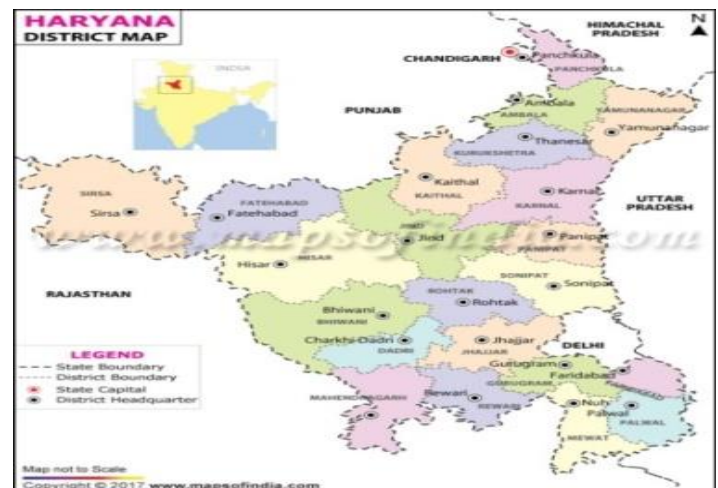 HARYANA
DISTRICT MAP
INDIA
HIMACHAL
PRADESH
N
CHANDIGARH
Panchkula
PANCHKULA
PUNJAB
Ambala
AMBALA
YAMUNANAGAR
Yamunanagar
Thanesar
KURUKSHETRA
Kaithal
KAITHAL
Karnal
KARNAL
UTTAR
PRADESH
SIRSA
Sirsa
FATEHABAD
Fatehabad
JIND
Jind
Panipat
PANIPAT
www.mapsofindia.com
Hisar
HISAR
SONIPAT
Sonipat
RAJASTHAN
ROHTAK
Rohtak
Bhiwani
BHIWANI
Charkhi-Dadri
DADRI
Jhajjar
JHAJJAR
DELHI
Gurugram
GURUGRAM
Faridabad
MAHENDRAGARH
Rewari
REWARI
Nuh
Palwal
PALWAL
MEWAT
LEGEND
State Boundary
District Boundary
State Capital
District Headquarter
Map not to Scale
Copyright © 2017 www.mapsofindia.com